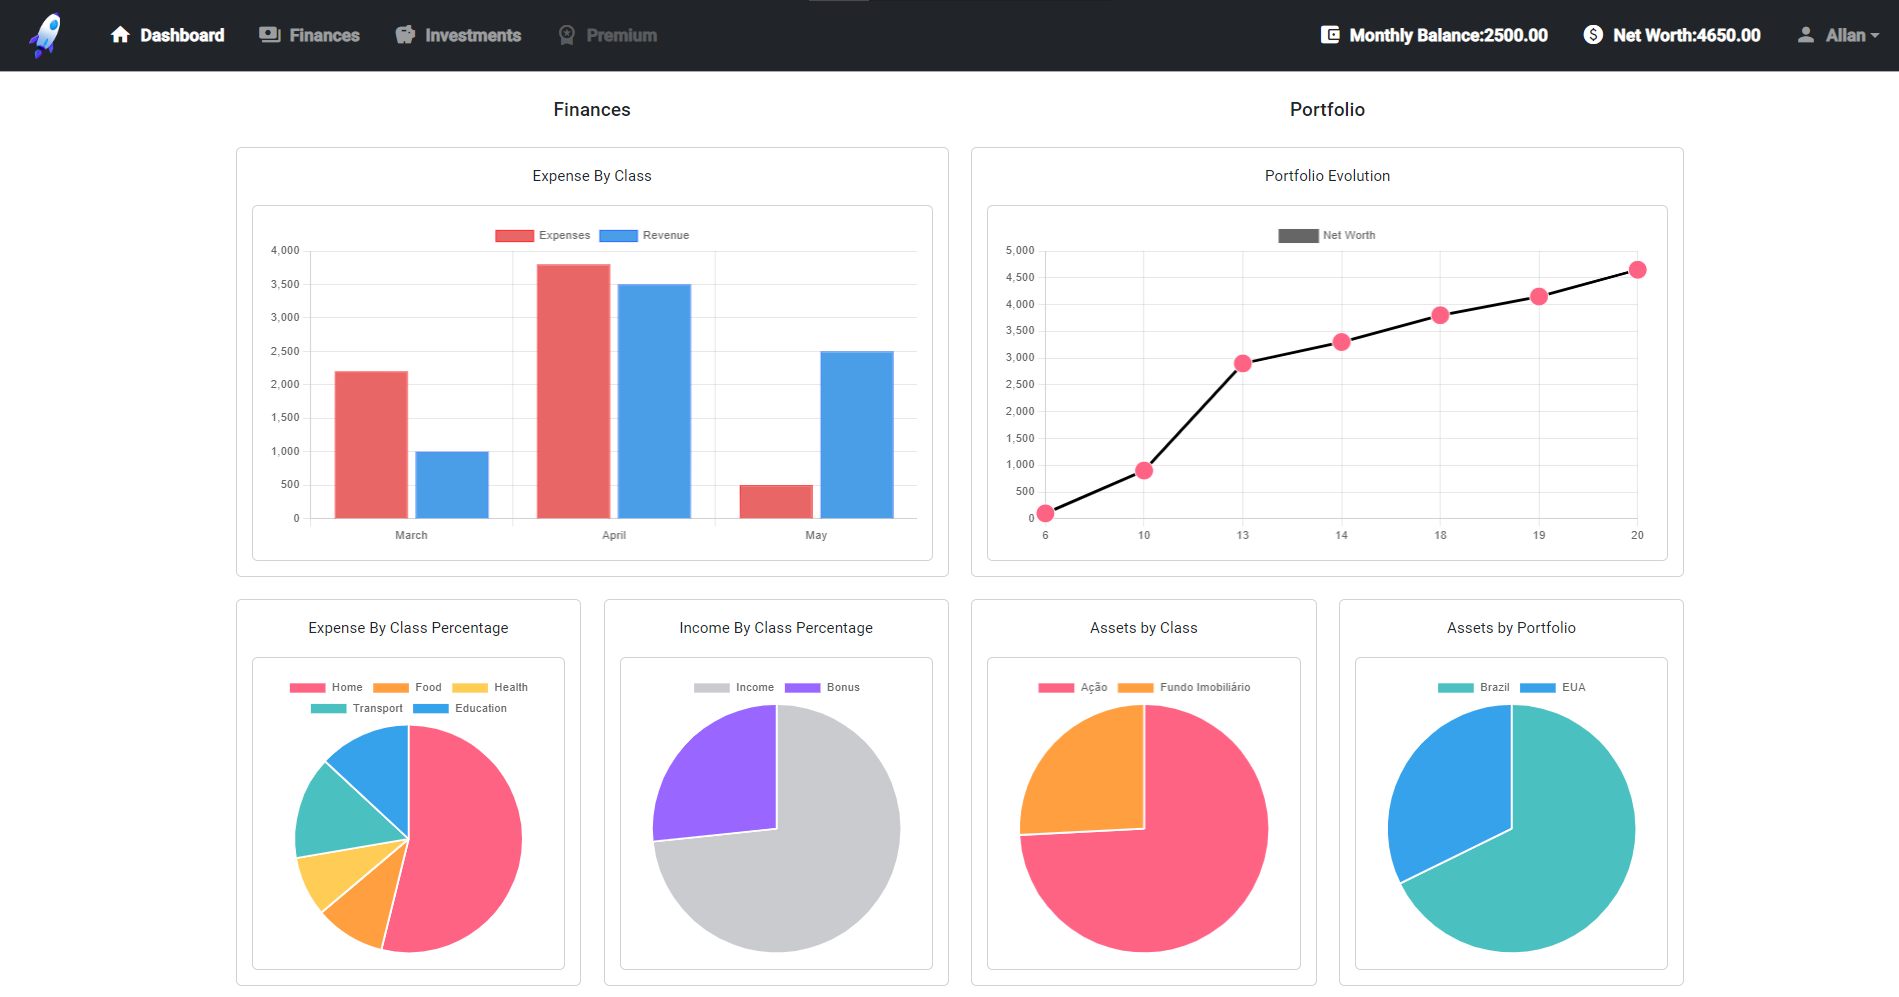 Dashboard Finances Investments Premium Monthly Balance:2500.00 Net Worth:4650.00 Allan
Finances
Portfolio
Expense By Class
Expenses Revenue
4,000
3,500
3,000
2,500
2,000
1,500
1,000
500
0
March April May
Portfolio Evolution
Net Worth
5,000
4,500
4,000
3,500
3,000
2,500
2,000
1,500
1,000
500
0
6 10 13 14 18 19 20
Expense By Class Percentage
Home Food Health
Transport Education
Income By Class Percentage
Income Bonus
Assets by Class
Ação Fundo Imobiliário
Assets by Portfolio
Brazil EUA